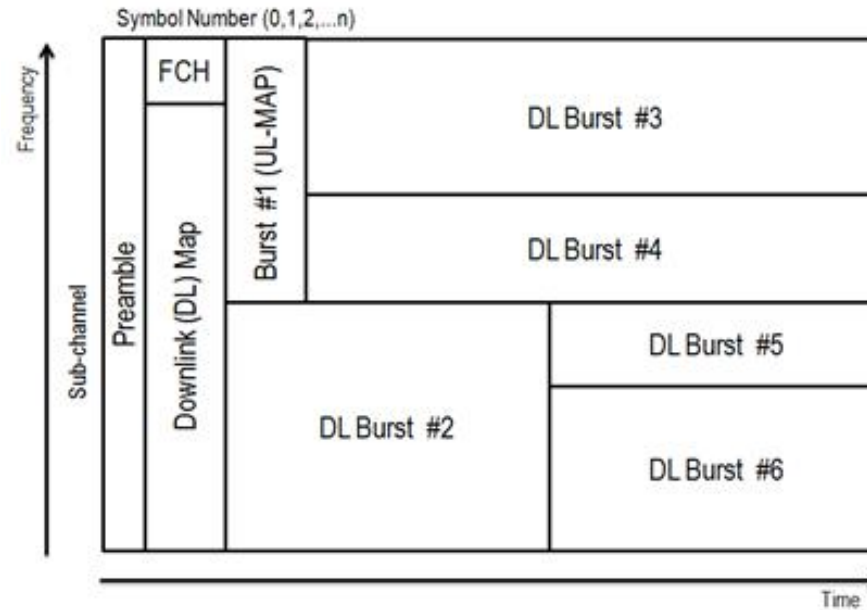 Symbol Number (0,1,2,...n)
Frequency
Sub-channel
Preamble
FCH
Downlink (DL) Map
Burst #1 (UL-MAP)
DL Burst #3
DL Burst #4
DL Burst #2
DL Burst #5
DL Burst #6
Time